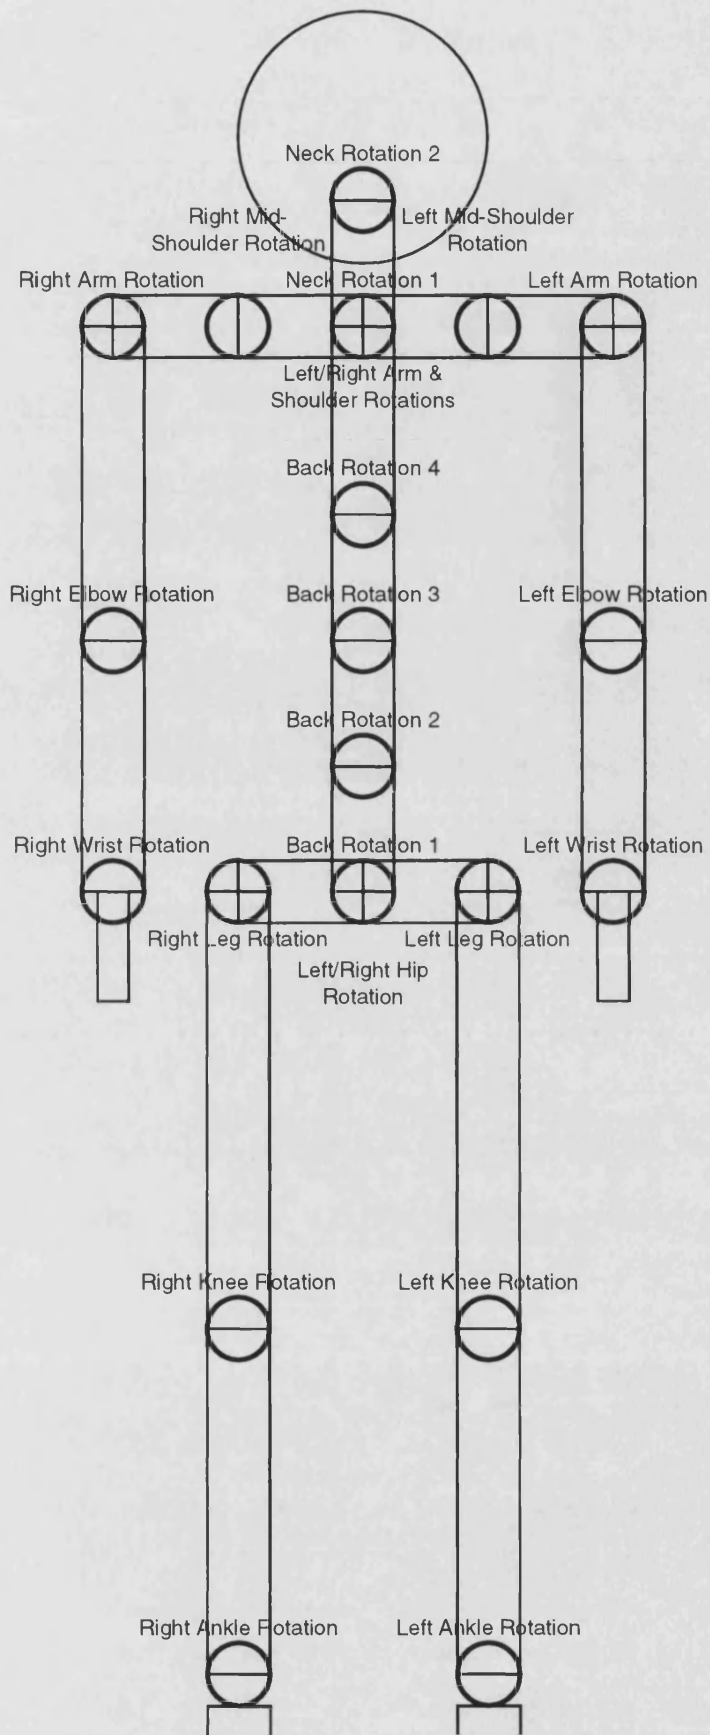 Neck Rotation 2
Right Mid-
Shoulder Rotation
Left Mid-Shoulder
Rotation
Right Arm Rotation
Neck Rotation 1
Left Arm Rotation
Left/Right Arm &
Shoulder Rotations
Back Rotation 4
Right Elbow Rotation
Back Rotation 3
Left Elbow Rotation
Back Rotation 2
Right Wrist Rotation
Back Rotation 1
Left Wrist Rotation
Right Leg Rotation
Left Leg Rotation
Left/Right Hip
Rotation
Right Knee Rotation
Left Knee Rotation
Right Ankle Rotation
Left Ankle Rotation